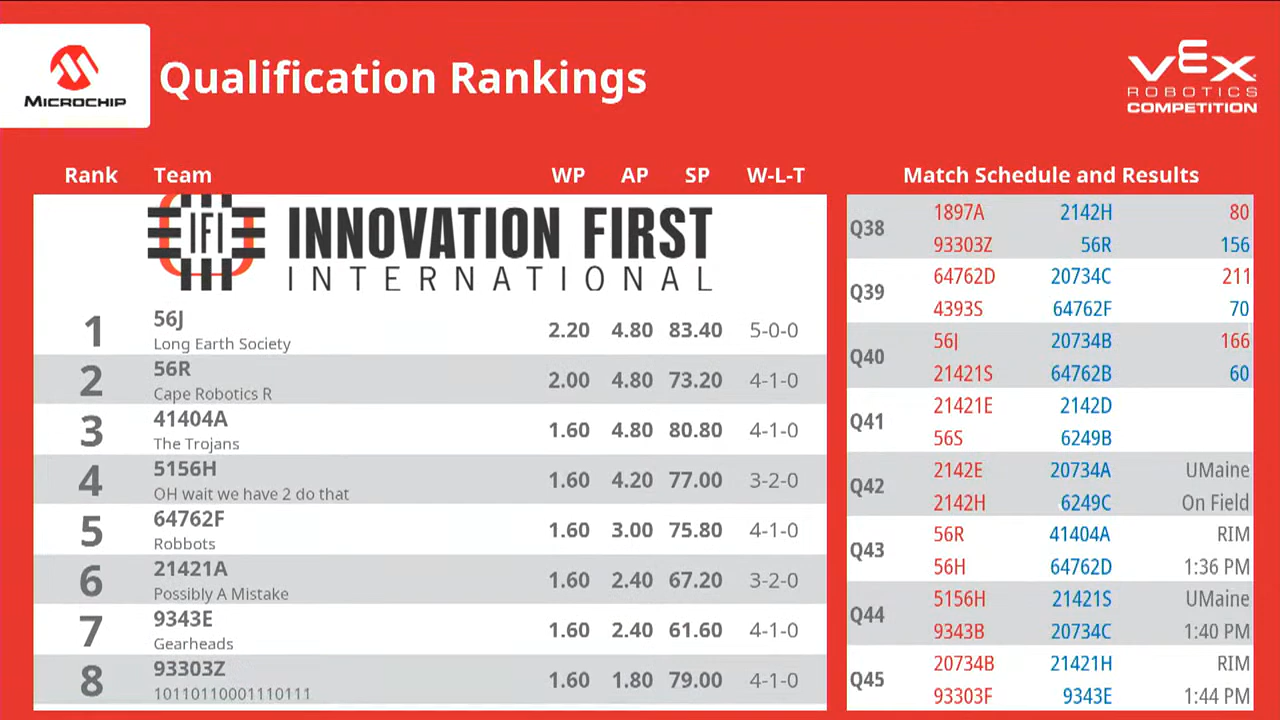 MICROCHIP
Qualification Rankings
VEX
ROBOTICS
COMPETITION
Rank Team WP AP SP W-L-T
IFI INNOVATION FIRST
INTERNATIONAL
1 56J 2.20 4.80 83.40 5-0-0
Long Earth Society
2 56R 2.00 4.80 73.20 4-1-0
Cape Robotics R
3 41404A 1.60 4.80 80.80 4-1-0
The Trojans
4 5156H 1.60 4.20 77.00 3-2-0
OH wait we have 2 do that
5 64762F 1.60 3.00 75.80 4-1-0
Robbots
6 21421A 1.60 2.40 67.20 3-2-0
Possibly A Mistake
7 9343E 1.60 2.40 61.60 4-1-0
Gearheads
8 93303Z 1.60 1.80 79.00 4-1-0
10110110001110111
Match Schedule and Results
Q38 1897A 2142H 80
93303Z 56R 156
Q39 64762D 20734C 211
4393S 64762F 70
Q40 56J 20734B 166
21421S 64762B 60
Q41 21421E 2142D
56S 6249B
Q42 2142E 20734A UMaine
2142H 6249C On Field
Q43 56R 41404A RIM
56H 64762D 1:36 PM
Q44 5156H 21421S UMaine
9343B 20734C 1:40 PM
Q45 20734B 21421H RIM
93303F 9343E 1:44 PM